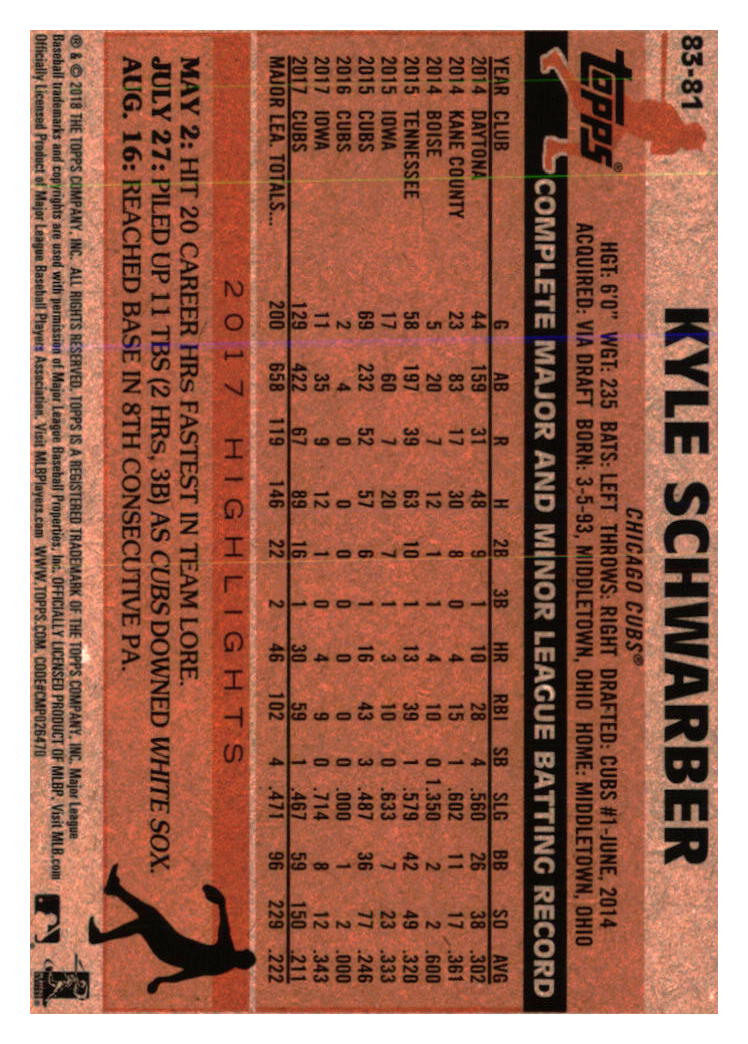 83-81
KYLE SCHWARBER
CHICAGO CUBS®
topps®
HGT: 6'0" WGT: 235 BATS: LEFT THROWS: RIGHT DRAFTED: CUBS #1-JUNE, 2014
ACQUIRED: VIA DRAFT BORN: 3-5-93, MIDDLETOWN, OHIO HOME: MIDDLETOWN, OHIO
COMPLETE MAJOR AND MINOR LEAGUE BATTING RECORD
YEAR CLUB G AB R H 2B 3B HR RBI SB SLG BB SO AVG
2014 DAYTONA 44 159 31 48 9 1 10 28 4 .560 26 38 .302
2014 KANE COUNTY 23 83 17 30 8 0 4 15 1 .602 11 17 .361
2014 BOISE 5 20 7 12 1 1 4 10 0 1.350 2 2 .600
2015 TENNESSEE 58 197 39 63 10 1 13 39 1 .579 42 49 .320
2015 IOWA 17 60 7 20 7 1 3 10 0 .633 7 23 .333
2015 CUBS 69 232 52 57 6 1 16 43 3 .487 36 77 .246
2016 CUBS 2 4 0 0 0 0 0 0 0 .000 1 2 .000
2017 IOWA 11 35 9 12 1 0 4 9 0 .714 8 12 .343
2017 CUBS 129 422 67 89 16 1 30 59 1 .467 59 150 .211
MAJOR LEA. TOTALS... 200 658 119 146 22 2 46 102 4 .471 96 229 .222
2017 HIGHLIGHTS
MAY 2: HIT 20 CAREER HRs FASTEST IN TEAM LORE.
JULY 27: PILED UP 11 TBS (2 HRs, 3B) AS CUBS DOWNED WHITE SOX.
AUG. 16: REACHED BASE IN 8TH CONSECUTIVE PA.
® & © 2018 THE TOPPS COMPANY, INC. ALL RIGHTS RESERVED. TOPPS IS A REGISTERED TRADEMARK OF THE TOPPS COMPANY, INC. Major League
Baseball trademarks and copyrights are used with permission of Major League Baseball Properties, Inc. OFFICIALLY LICENSED PRODUCT OF MLBP. Visit MLB.com
Officially Licensed Product of Major League Baseball Players Association. Visit MLBPlayers.com WWW.TOPPS.COM. CODE#CMP026470